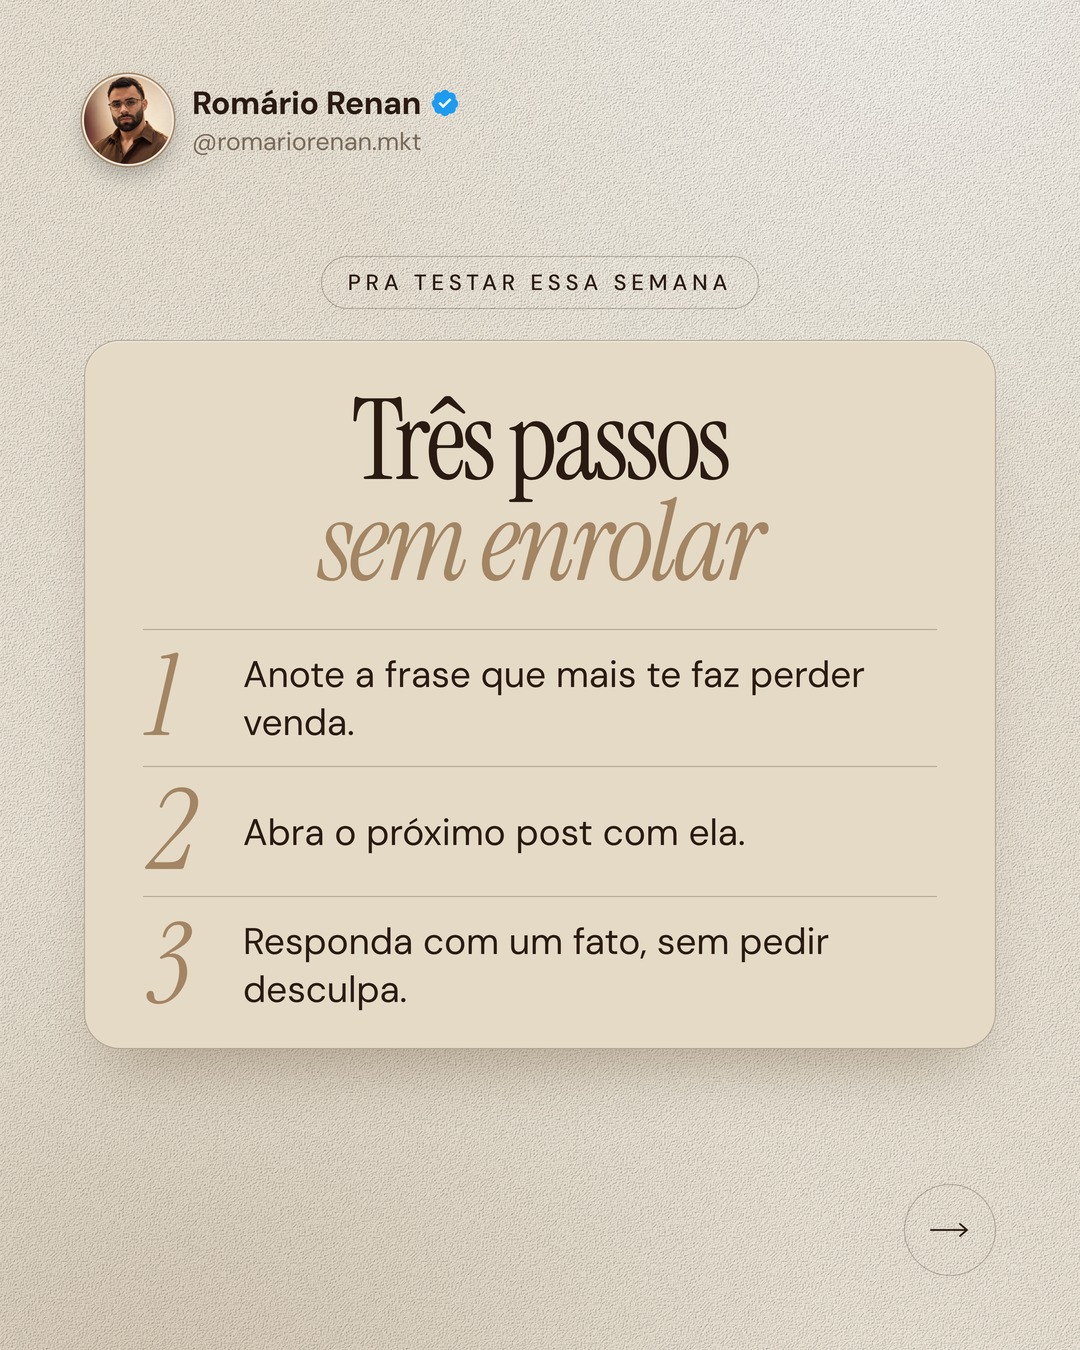 Romário Renan
@romariorenan.mkt
PRA TESTAR ESSA SEMANA
Três passos
sem enrolar
1
Anote a frase que mais te faz perder
venda.
2
Abra o próximo post com ela.
3
Responda com um fato, sem pedir
desculpa.